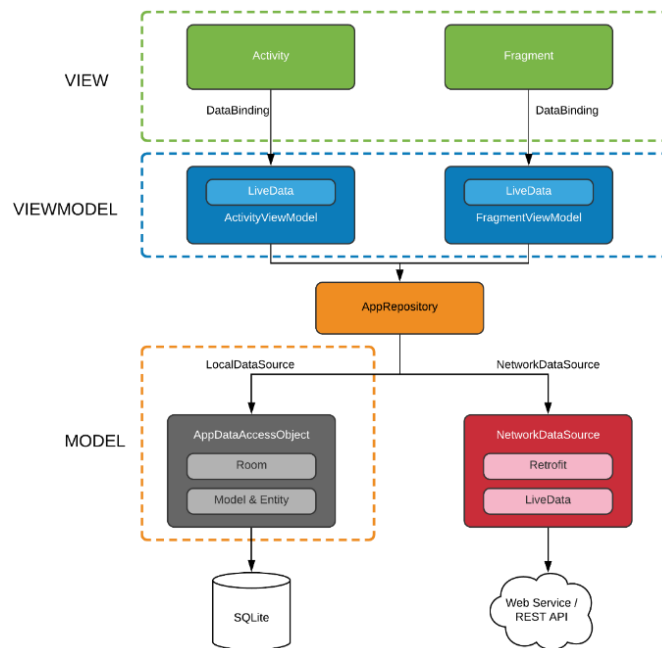 Activity
Fragment
VIEW
DataBinding
DataBinding
LiveData
LiveData
VIEWMODEL
ActivityViewModel
FragmentViewModel
AppRepository
LocalDataSource
NetworkDataSource
AppDataAccessObject
NetworkDataSource
MODEL
Room
Retrofit
Model & Entity
LiveData
SQLite
Web Service /
REST API